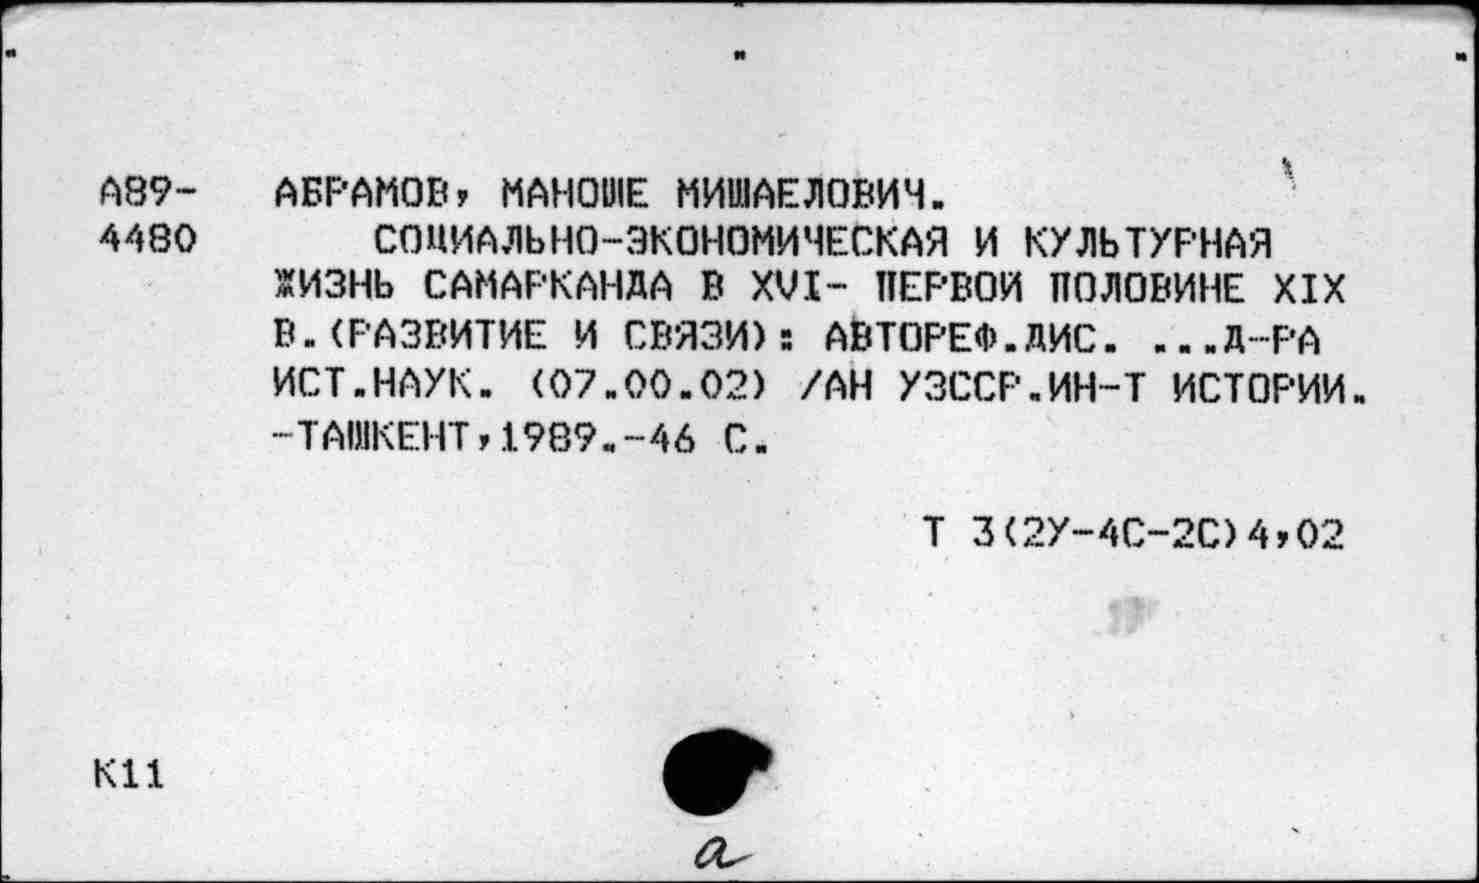 А89- АБРАМОВ, МАНОШЕ МИШАЕЛОВИЧ.
4480 СОЦИАЛЬНО-ЭКОНОМИЧЕСКАЯ И КУЛЬТУРНАЯ
ЖИЗНЬ САМАРКАНДА В XVI- ПЕРВОЙ ПОЛОВИНЕ XIX
В.(РАЗВИТИЕ И СВЯЗИ): АВТОРЕФ.ДИС. ...Д-РА
ИСТ.НАУК. (07.00.02) /АН УЗССР.ИН-Т ИСТОРИИ.
-ТАШКЕНТ,1989.-46 С.
Т 3(2У-4С-2С)4,02
К11
а